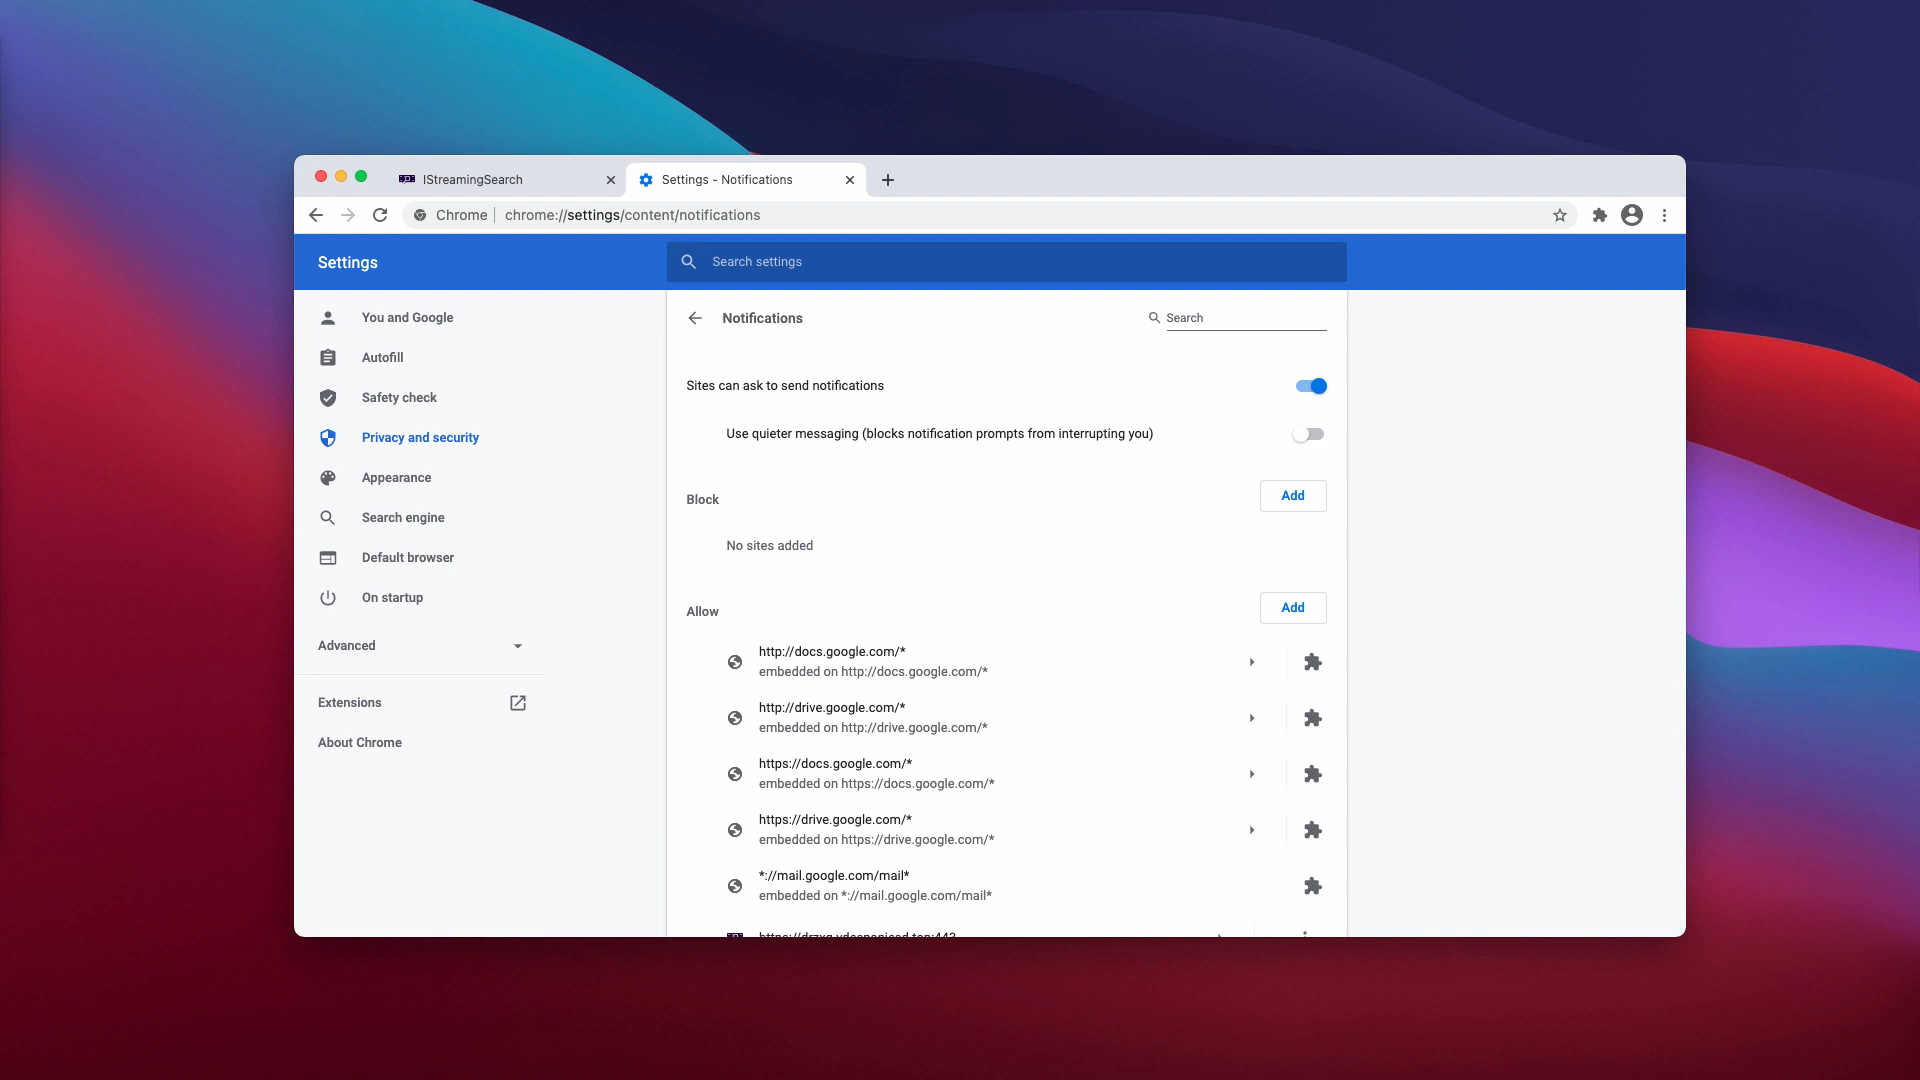 IStreamingSearch
Settings - Notifications
Chrome
chrome://settings/content/notifications
Settings
Search settings
You and Google
Autofill
Safety check
Privacy and security
Appearance
Search engine
Default browser
On startup
Advanced
Extensions
About Chrome
Notifications
Search
Sites can ask to send notifications
Use quieter messaging (blocks notification prompts from interrupting you)
Block
Add
No sites added
Allow
Add
http://docs.google.com/*
embedded on http://docs.google.com/*
http://drive.google.com/*
embedded on http://drive.google.com/*
https://docs.google.com/*
embedded on https://docs.google.com/*
https://drive.google.com/*
embedded on https://drive.google.com/*
*://mail.google.com/mail*
embedded on *://mail.google.com/mail*